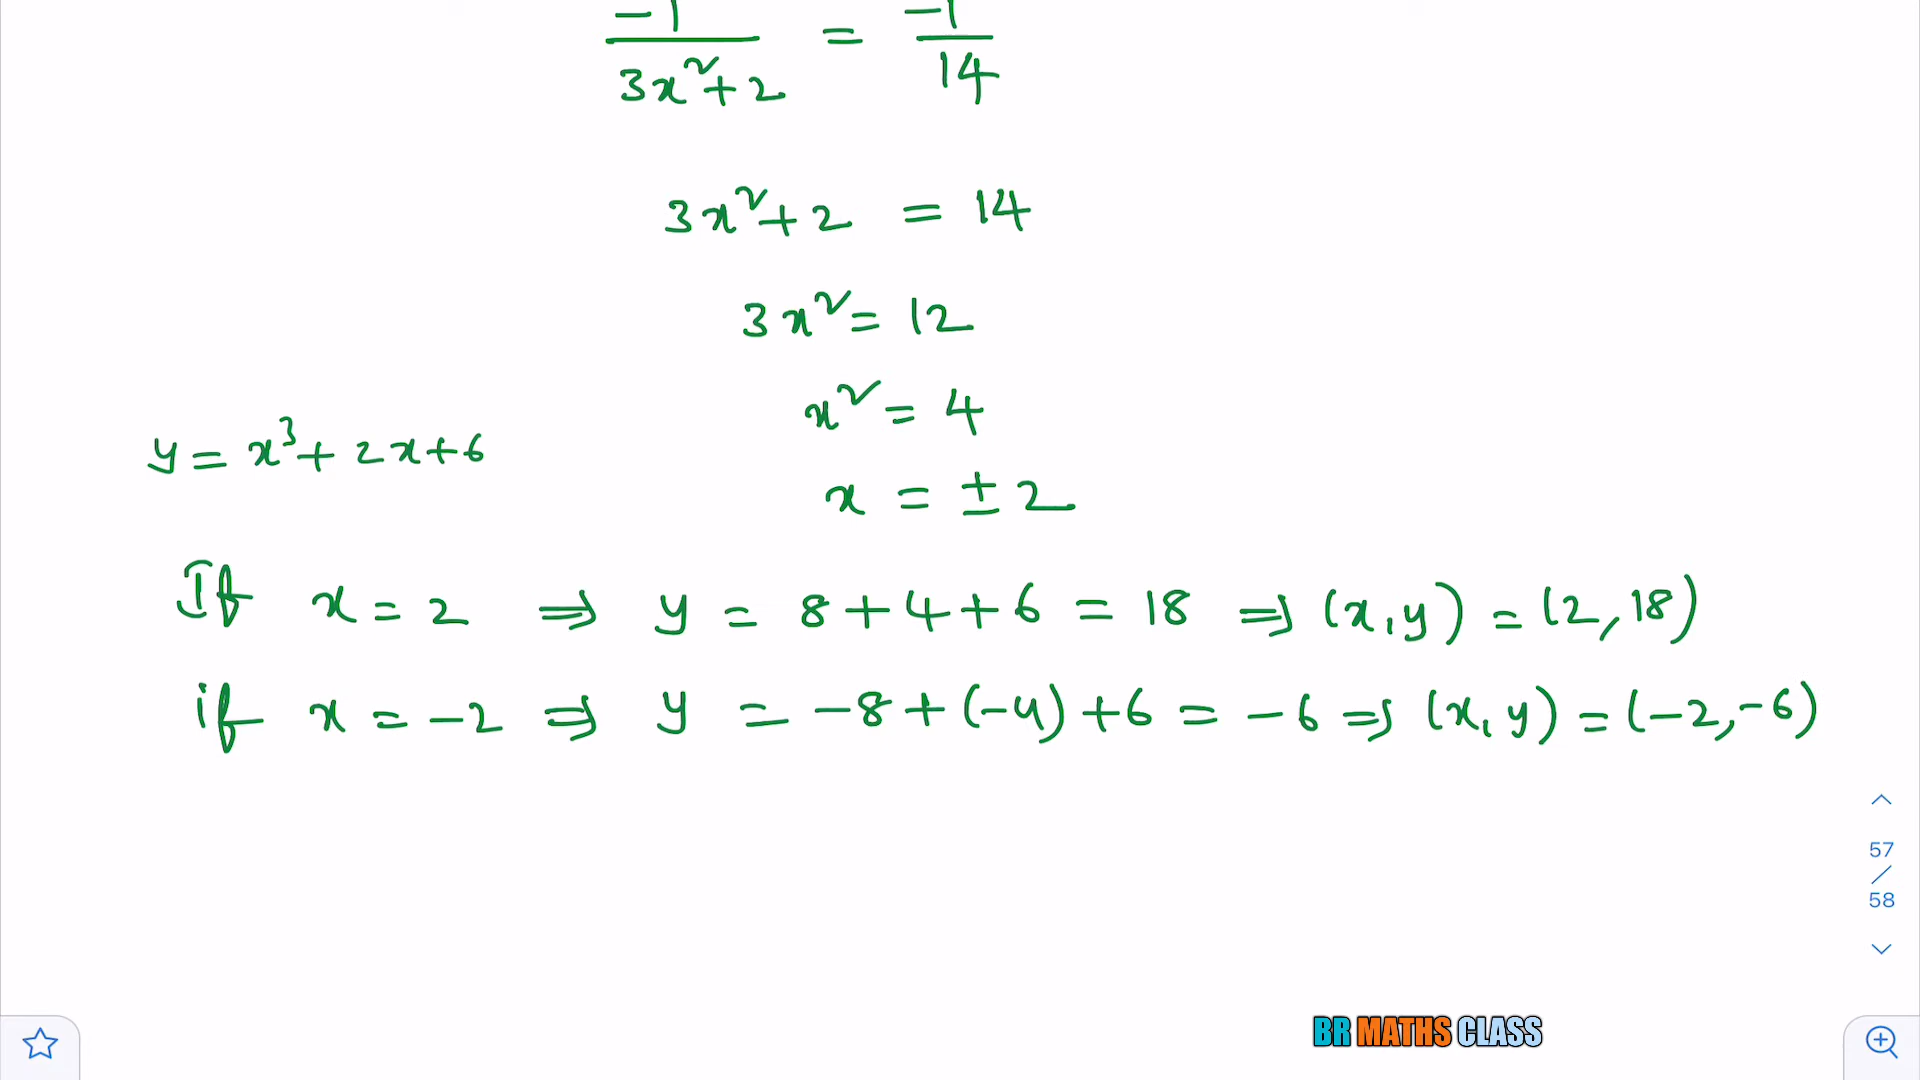 -1/(3x²+2) = -1/14
3x²+2 = 14
3x² = 12
x² = 4
y = x³+2x+6
x = ±2
If x = 2 ⇒ y = 8+4+6 = 18 ⇒ (x,y) = (2,18)
if x = -2 ⇒ y = -8+(-4)+6 = -6 ⇒ (x,y) = (-2,-6)
57
/
58
BR MATHS CLASS